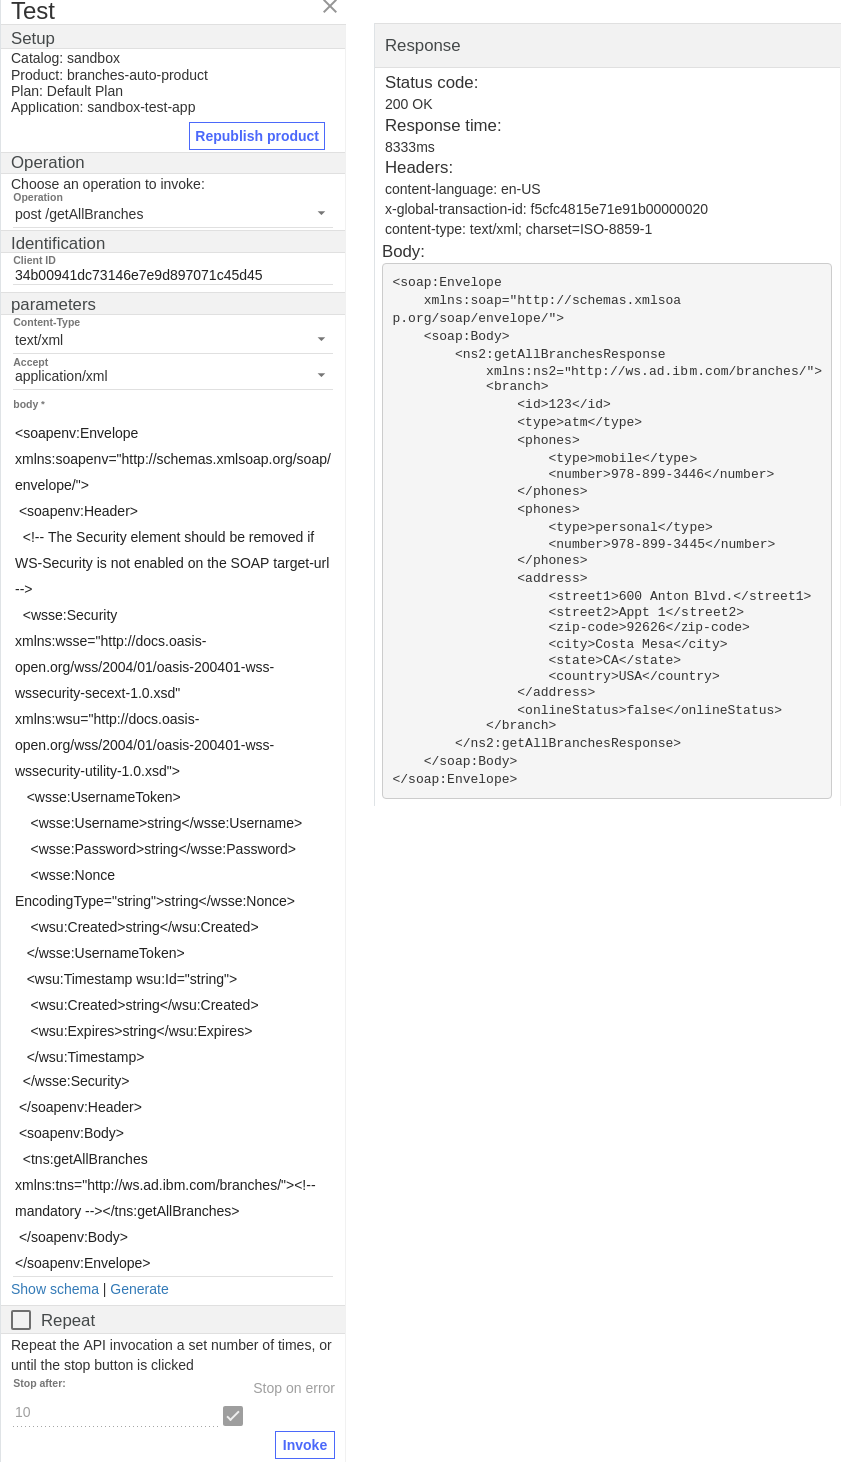 Test
Setup
Catalog: sandbox
Product: branches-auto-product
Plan: Default Plan
Application: sandbox-test-app
Republish product
Operation
Choose an operation to invoke:
Operation
post /getAllBranches
Identification
Client ID
34b00941dc73146e7e9d897071c45d45
parameters
Content-Type
text/xml
Accept
application/xml
body *
<soapenv:Envelope
xmlns:soapenv="http://schemas.xmlsoap.org/soap/
envelope/">
<soapenv:Header>
<!-- The Security element should be removed if
WS-Security is not enabled on the SOAP target-url
-->
<wsse:Security
xmlns:wsse="http://docs.oasis-
open.org/wss/2004/01/oasis-200401-wss-
wssecurity-secext-1.0.xsd"
xmlns:wsu="http://docs.oasis-
open.org/wss/2004/01/oasis-200401-wss-
wssecurity-utility-1.0.xsd">
<wsse:UsernameToken>
<wsse:Username>string</wsse:Username>
<wsse:Password>string</wsse:Password>
<wsse:Nonce
EncodingType="string">string</wsse:Nonce>
<wsu:Created>string</wsu:Created>
</wsse:UsernameToken>
<wsu:Timestamp wsu:Id="string">
<wsu:Created>string</wsu:Created>
<wsu:Expires>string</wsu:Expires>
</wsu:Timestamp>
</wsse:Security>
</soapenv:Header>
<soapenv:Body>
<tns:getAllBranches
xmlns:tns="http://ws.ad.ibm.com/branches/"><!--
mandatory --></tns:getAllBranches>
</soapenv:Body>
</soapenv:Envelope>
Show schema | Generate
Repeat
Repeat the API invocation a set number of times, or
until the stop button is clicked
Stop after:
Stop on error
10
Invoke
Response
Status code:
200 OK
Response time:
8333ms
Headers:
content-language: en-US
x-global-transaction-id: f5cfc4815e71e91b00000020
content-type: text/xml; charset=ISO-8859-1
Body:
<soap:Envelope
xmlns:soap="http://schemas.xmlsoa
p.org/soap/envelope/">
<soap:Body>
<ns2:getAllBranchesResponse
xmlns:ns2="http://ws.ad.ibm.com/branches/">
<branch>
<id>123</id>
<type>atm</type>
<phones>
<type>mobile</type>
<number>978-899-3446</number>
</phones>
<phones>
<type>personal</type>
<number>978-899-3445</number>
</phones>
<address>
<street1>600 Anton Blvd.</street1>
<street2>Appt 1</street2>
<zip-code>92626</zip-code>
<city>Costa Mesa</city>
<state>CA</state>
<country>USA</country>
</address>
<onlineStatus>false</onlineStatus>
</branch>
</ns2:getAllBranchesResponse>
</soap:Body>
</soap:Envelope>